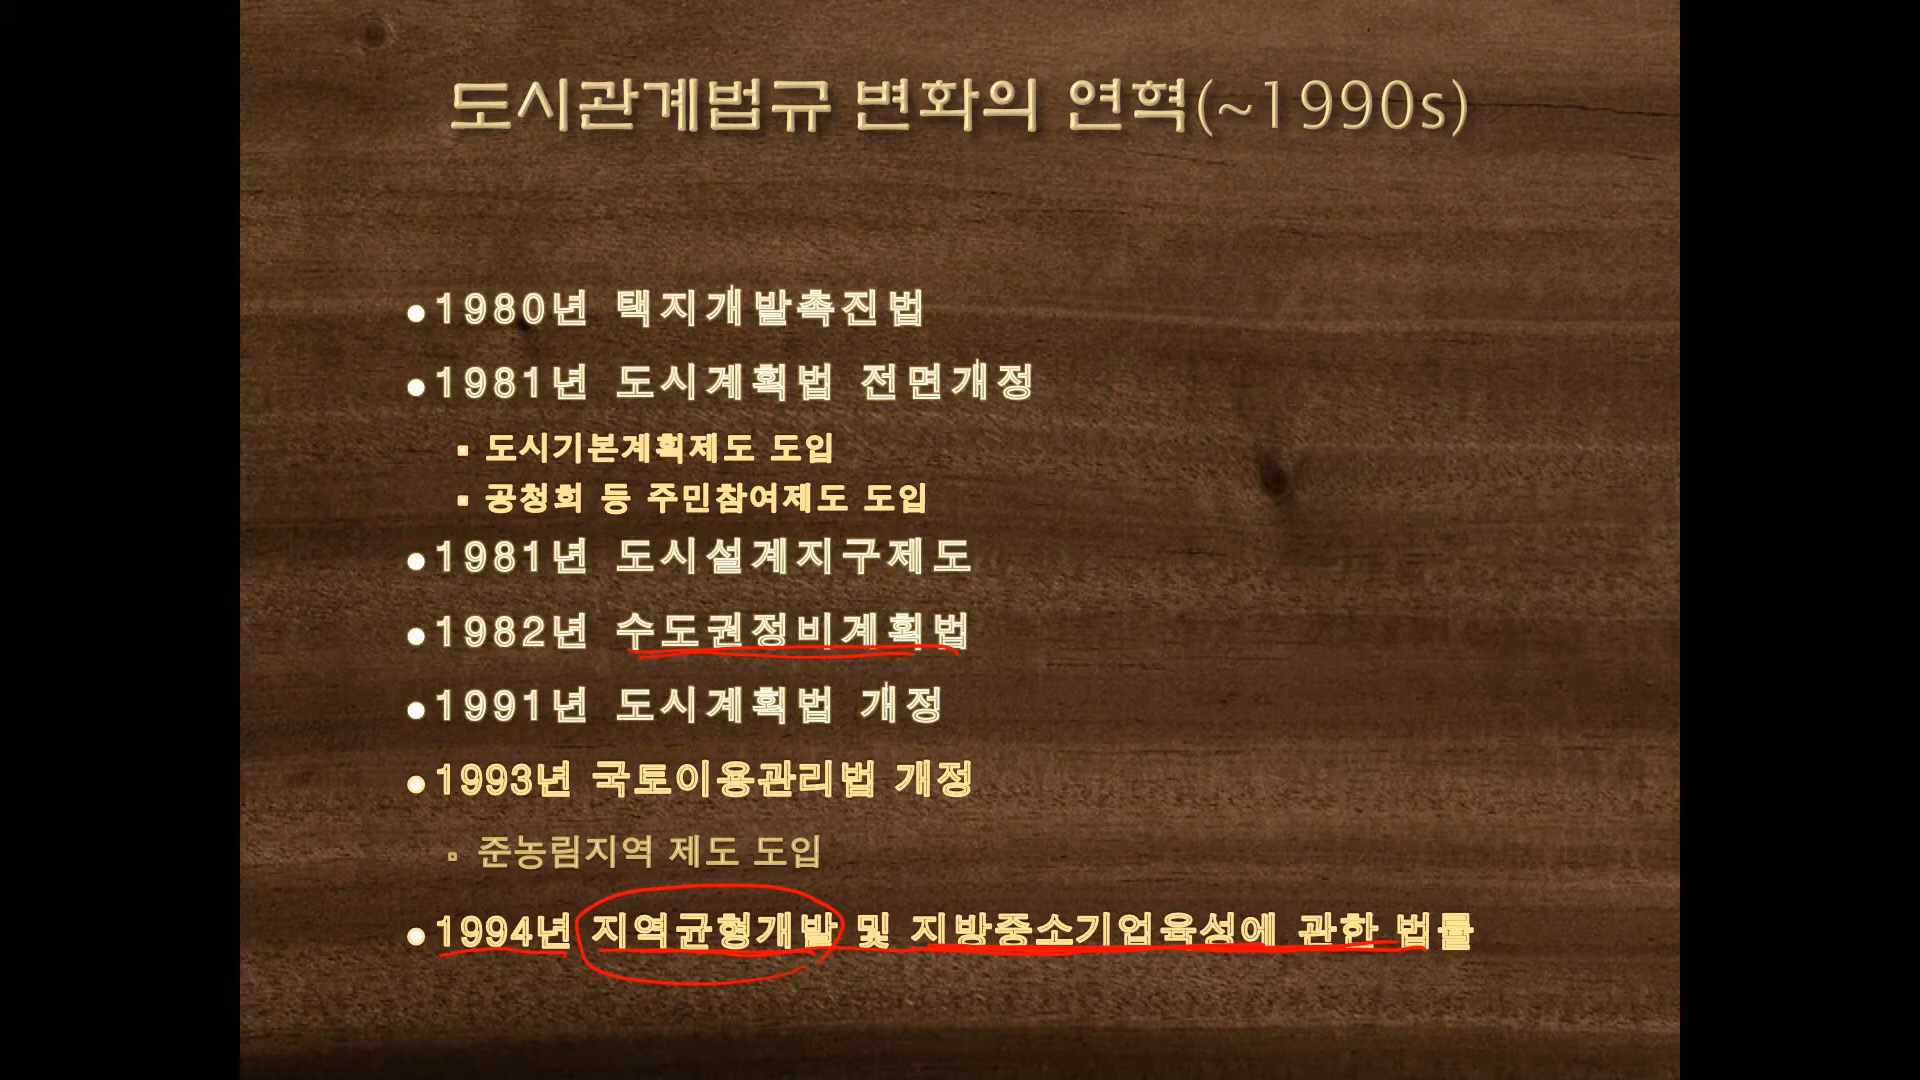 도시관계법규 변화의 연혁(~1990s)
●1980년 택지개발촉진법
●1981년 도시계획법 전면개정
▪ 도시기본계획제도 도입
▪ 공청회 등 주민참여제도 도입
●1981년 도시설계지구제도
●1982년 수도권정비계획법
●1991년 도시계획법 개정
●1993년 국토이용관리법 개정
▫ 준농림지역 제도 도입
●1994년 지역균형개발 및 지방중소기업육성에 관한 법률